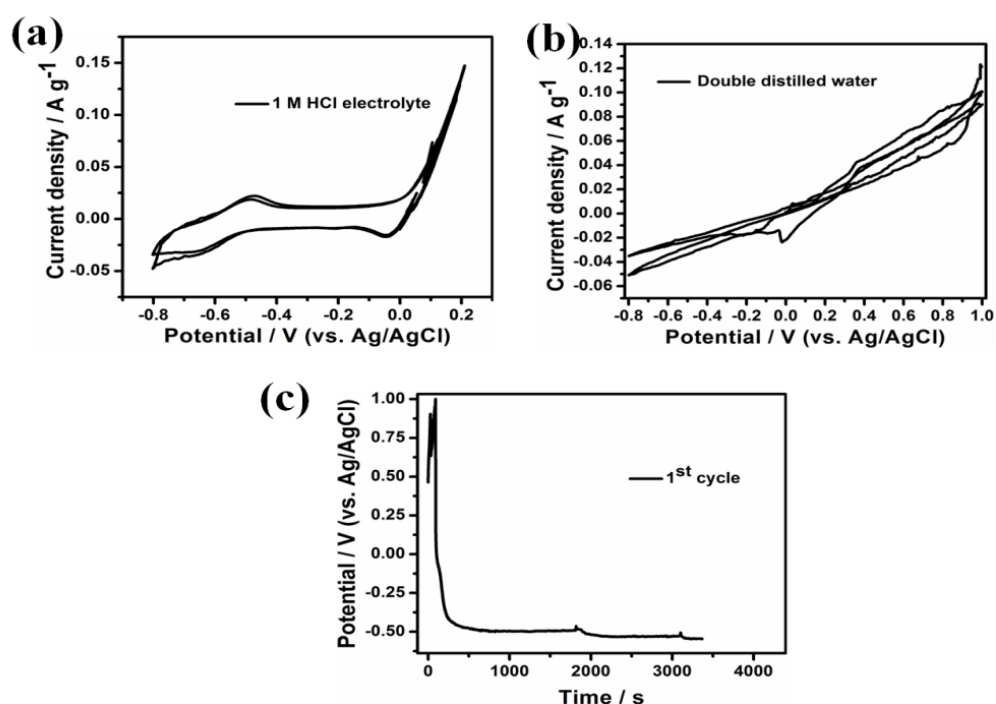 (a)
Current density / A g-1
0.15
0.10
0.05
0.00
-0.05
1 M HCl electrolyte
-0.8 -0.6 -0.4 -0.2 0.0 0.2
Potential / V (vs. Ag/AgCl)
(b)
Current density / A g-1
0.14
0.12
0.10
0.08
0.06
0.04
0.02
0.00
-0.02
-0.04
-0.06
Double distilled water
-0.8 -0.6 -0.4 -0.2 0.0 0.2 0.4 0.6 0.8 1.0
Potential / V (vs. Ag/AgCl)
(c)
Potential / V (vs. Ag/AgCl)
1.00
0.75
0.50
0.00
-0.25
-0.50
1st cycle
0 1000 2000 3000 4000
Time / s